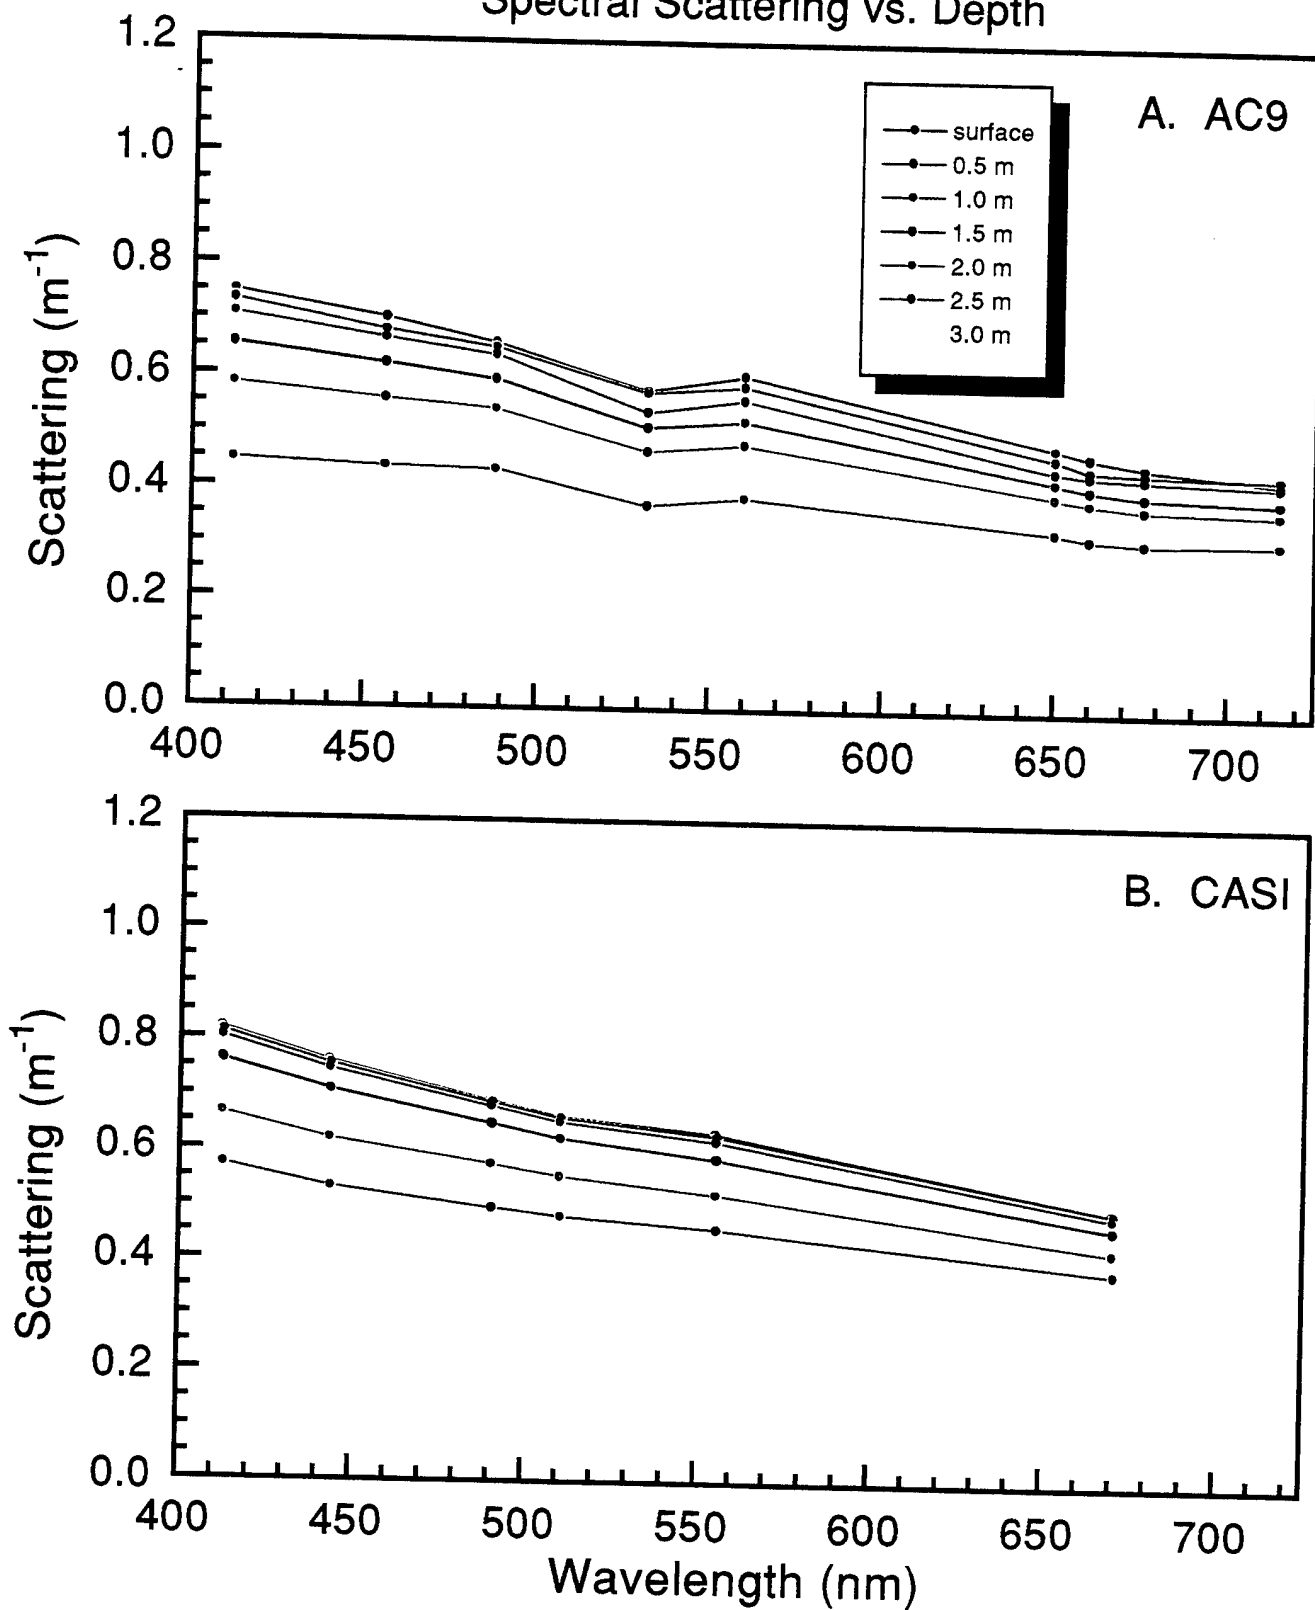 Spectral Scattering vs. Depth
1.2
1.0
0.8
0.6
0.4
0.2
0.0
Scattering (m-1)
A. AC9
surface
0.5 m
1.0 m
1.5 m
2.0 m
2.5 m
3.0 m
400 450 500 550 600 650 700
1.2
1.0
0.8
0.6
0.4
0.2
0.0
Scattering (m-1)
B. CASI
400 450 500 550 600 650 700
Wavelength (nm)